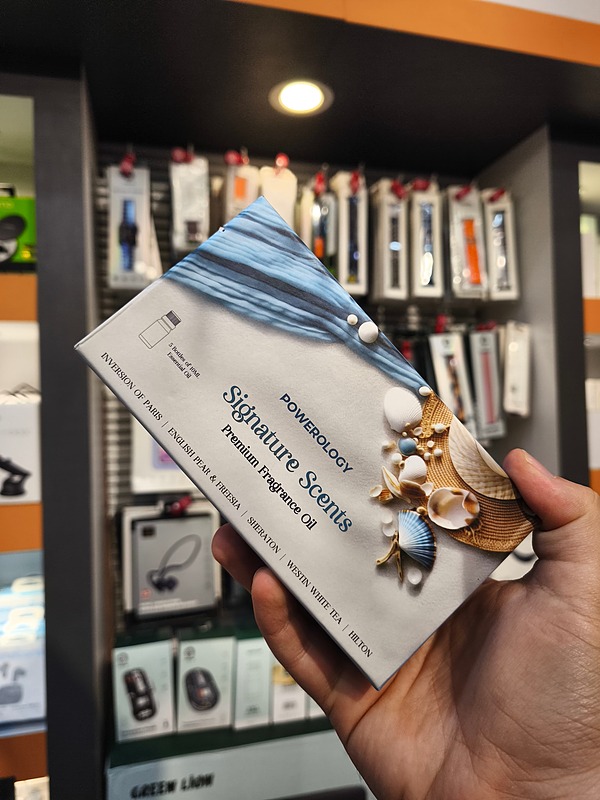 5 Bottles of 10ML
Essential Oil
POWEROLOGY
Signature Scents
Premium Fragrance Oil
INVERSION OF PARIS | ENGLISH PEAR & FREESIA | SHERATON | WESTIN WHITE TEA | HILTON
GREEN LION